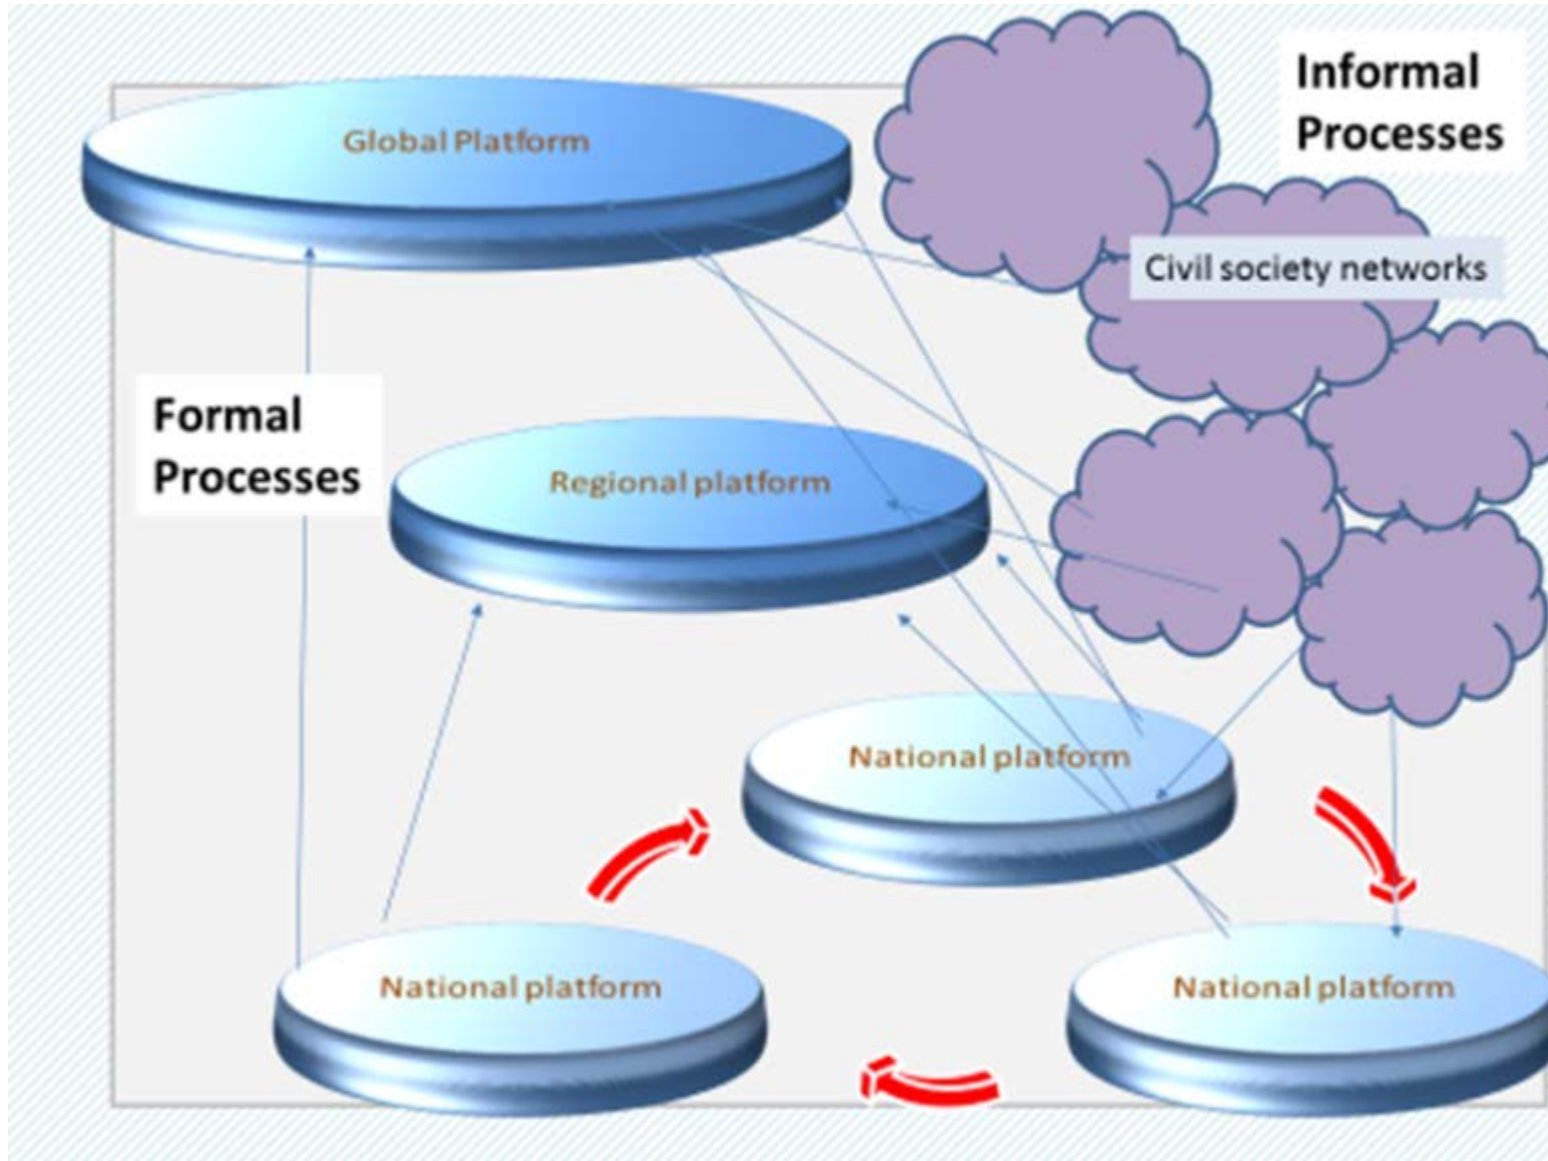 Informal
Processes
Global Platform
Civil society networks
Formal
Processes
Regional platform
National platform
National platform
National platform